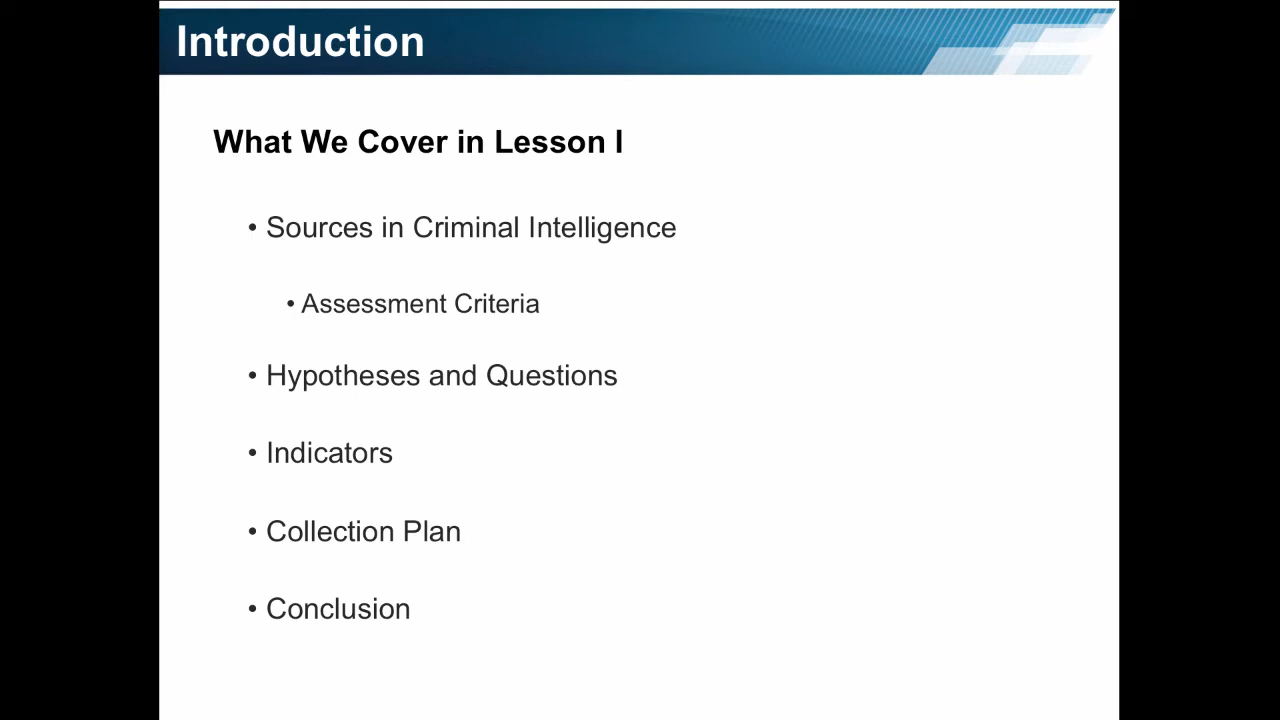 Introduction
What We Cover in Lesson I
• Sources in Criminal Intelligence
• Assessment Criteria
• Hypotheses and Questions
• Indicators
• Collection Plan
• Conclusion